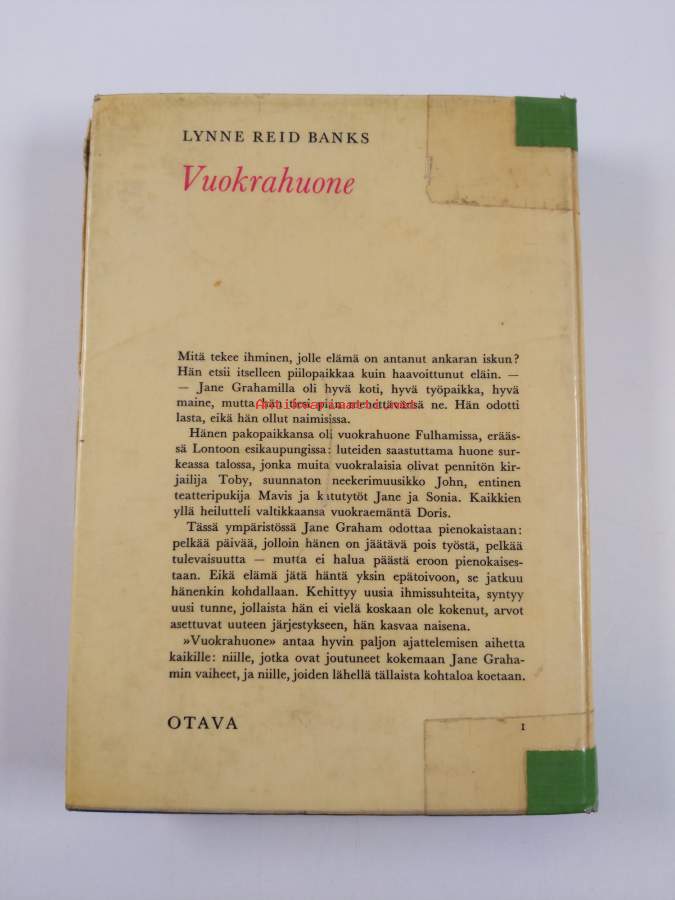 LYNNE REID BANKS
Vuokrahuone
Mitä tekee ihminen, jolle elämä on antanut ankaran iskun?
Hän etsii itselleen piilopaikkaa kuin haavoittunut eläin. —
— Jane Grahamilla oli hyvä koti, hyvä työpaikka, hyvä
maine, mutta hän tiesi pian menettävänsä ne. Hän odotti
lasta, eikä hän ollut naimisissa.
Hänen pakopaikkansa oli vuokrahuone Fulhamissa, erääs-
sä Lontoon esikaupungissa: luteiden saastuttama huone sur-
keassa talossa, jonka muita vuokralaisia olivat pennitön kir-
jailija Toby, suunnaton neekerimuusikko John, entinen
teatteripukija Mavis ja katutytöt Jane ja Sonia. Kaikkien
yllä heilutteli valtikkaansa vuokraemäntä Doris.
Tässä ympäristössä Jane Graham odottaa pienokaistaan:
pelkää päivää, jolloin hänen on jäätävä pois työstä, pelkää
tulevaisuutta — mutta ei halua päästä eroon pienokaises-
taan. Eikä elämä jätä häntä yksin epätoivoon, se jatkuu
hänenkin kohdallaan. Kehittyy uusia ihmissuhteita, syntyy
uusi tunne, jollaista hän ei vielä koskaan ole kokenut, arvot
asettuvat uuteen järjestykseen, hän kasvaa naisena.
»Vuokrahuone» antaa hyvin paljon ajattelemisen aihetta
kaikille: niille, jotka ovat joutuneet kokemaan Jane Graha-
min vaiheet, ja niille, joiden lähellä tällaista kohtaloa koetaan.
OTAVA 1